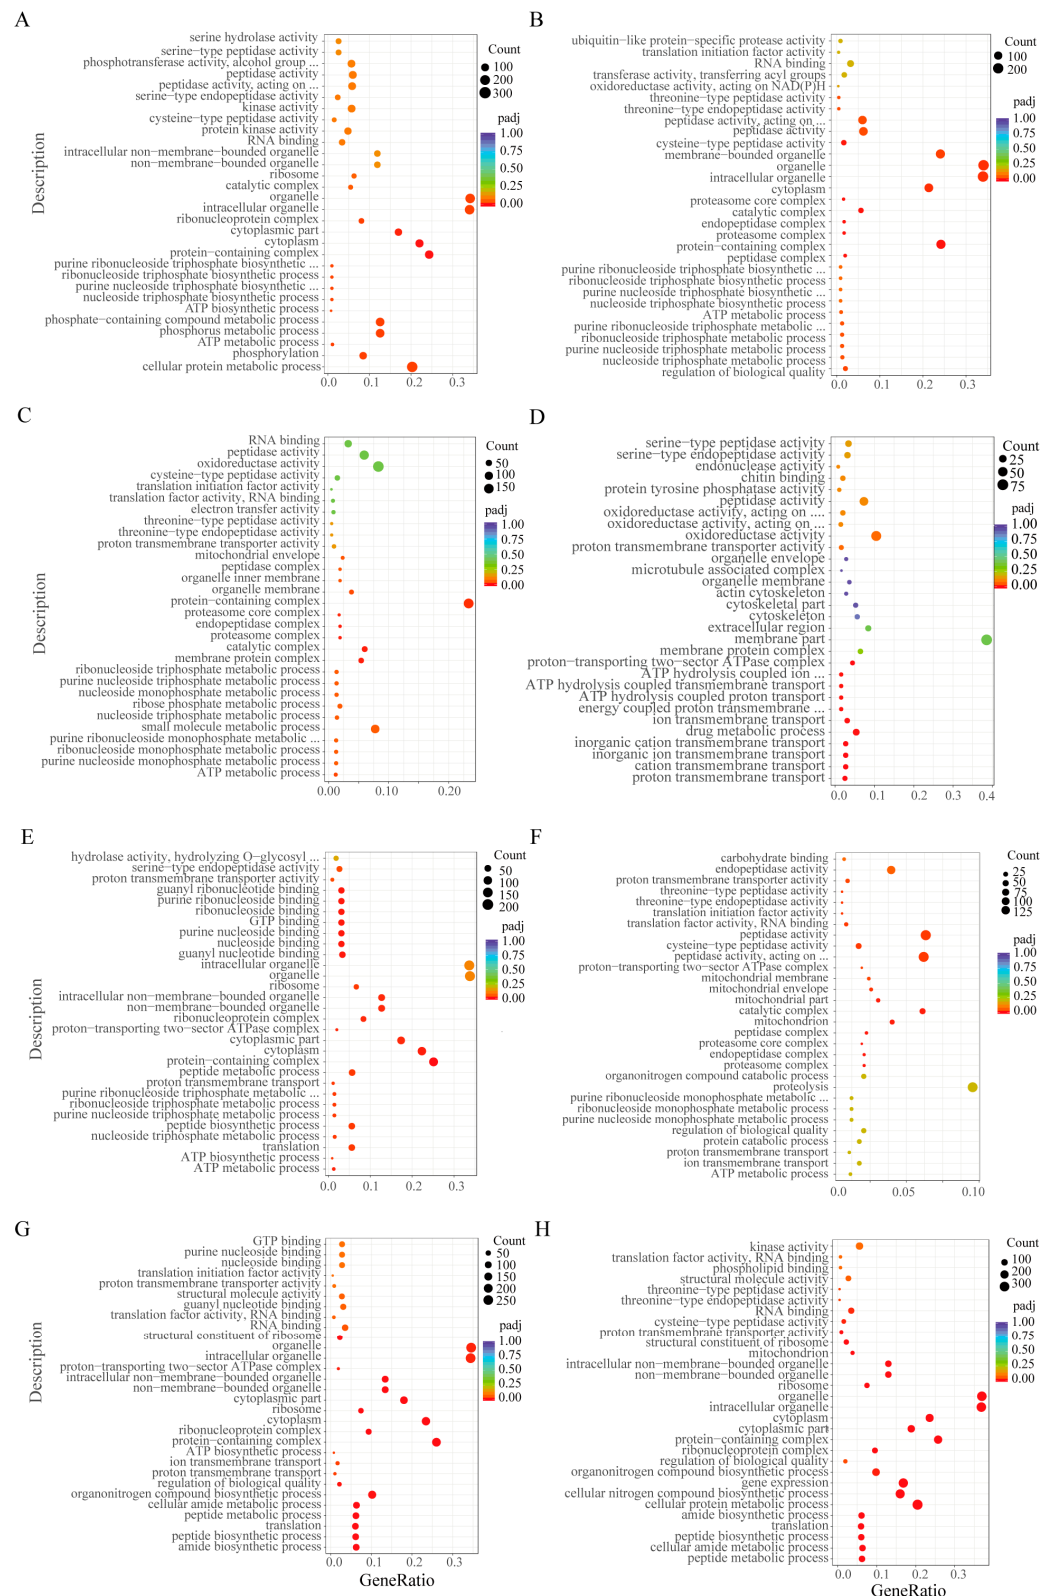 A
serine hydrolase activity
serine−type peptidase activity
phosphotransferase activity, alcohol group ...
peptidase activity
peptidase activity, acting on ...
serine−type endopeptidase activity
kinase activity
cysteine−type peptidase activity
protein kinase activity
RNA binding
intracellular non−membrane−bounded organelle
non−membrane−bounded organelle
ribosome
catalytic complex
organelle
intracellular organelle
ribonucleoprotein complex
cytoplasmic part
cytoplasm
protein−containing complex
purine ribonucleoside triphosphate biosynthetic ...
ribonucleoside triphosphate biosynthetic process
purine nucleoside triphosphate biosynthetic ...
nucleoside triphosphate biosynthetic process
ATP biosynthetic process
phosphate−containing compound metabolic process
phosphorus metabolic process
ATP metabolic process
phosphorylation
cellular protein metabolic process
Description
0.0 0.1 0.2 0.3
Count
100
200
300
padj
1.00
0.75
0.50
0.25
0.00
B
ubiquitin−like protein−specific protease activity
translation initiation factor activity
RNA binding
transferase activity, transferring acyl groups
oxidoreductase activity, acting on NAD(P)H
threonine−type peptidase activity
threonine−type endopeptidase activity
peptidase activity, acting on ...
peptidase activity
cysteine−type peptidase activity
membrane−bounded organelle
organelle
intracellular organelle
cytoplasm
proteasome core complex
catalytic complex
endopeptidase complex
proteasome complex
protein−containing complex
peptidase complex
purine ribonucleoside triphosphate biosynthetic ...
ribonucleoside triphosphate biosynthetic process
purine nucleoside triphosphate biosynthetic ...
nucleoside triphosphate biosynthetic process
ATP metabolic process
purine ribonucleoside triphosphate metabolic ...
ribonucleoside triphosphate metabolic process
purine nucleoside triphosphate metabolic process
nucleoside triphosphate metabolic process
regulation of biological quality
0.0 0.1 0.2 0.3
Count
100
200
padj
1.00
0.75
0.50
0.25
0.00
C
RNA binding
peptidase activity
oxidoreductase activity
cysteine−type peptidase activity
translation initiation factor activity
translation factor activity, RNA binding
electron transfer activity
threonine−type peptidase activity
threonine−type endopeptidase activity
proton transmembrane transporter activity
mitochondrial envelope
peptidase complex
organelle inner membrane
organelle membrane
protein−containing complex
proteasome core complex
endopeptidase complex
proteasome complex
catalytic complex
membrane protein complex
ribonucleoside triphosphate metabolic process
purine nucleoside triphosphate metabolic process
nucleoside monophosphate metabolic process
ribose phosphate metabolic process
nucleoside triphosphate metabolic process
small molecule metabolic process
purine ribonucleoside monophosphate metabolic ...
ribonucleoside monophosphate metabolic process
purine nucleoside monophosphate metabolic process
ATP metabolic process
Description
0.00 0.10 0.20
Count
50
100
150
padj
1.00
0.75
0.50
0.25
0.00
D
serine−type peptidase activity
serine−type endopeptidase activity
endonuclease activity
chitin binding
protein tyrosine phosphatase activity
peptidase activity
oxidoreductase activity, acting on ....
oxidoreductase activity, acting on ...
oxidoreductase activity
proton transmembrane transporter activity
organelle envelope
microtubule associated complex
organelle membrane
actin cytoskeleton
cytoskeletal part
cytoskeleton
extracellular region
membrane part
membrane protein complex
proton−transporting two−sector ATPase complex
ATP hydrolysis coupled ion ...
ATP hydrolysis coupled transmembrane transport
ATP hydrolysis coupled proton transport
energy coupled proton transmembrane ...
ion transmembrane transport
drug metabolic process
inorganic cation transmembrane transport
inorganic ion transmembrane transport
cation transmembrane transport
proton transmembrane transport
0.0 0.1 0.2 0.3 0.4
Count
25
50
75
padj
1.00
0.75
0.50
0.25
0.00
E
hydrolase activity, hydrolyzing O−glycosyl ...
serine−type endopeptidase activity
proton transmembrane transporter activity
guanyl ribonucleotide binding
purine ribonucleoside binding
ribonucleoside binding
GTP binding
purine nucleoside binding
nucleoside binding
guanyl nucleotide binding
intracellular organelle
organelle
ribosome
intracellular non−membrane−bounded organelle
non−membrane−bounded organelle
ribonucleoprotein complex
proton−transporting two−sector ATPase complex
cytoplasmic part
cytoplasm
protein−containing complex
peptide metabolic process
proton transmembrane transport
purine ribonucleoside triphosphate metabolic ...
ribonucleoside triphosphate metabolic process
purine nucleoside triphosphate metabolic process
peptide biosynthetic process
nucleoside triphosphate metabolic process
translation
ATP biosynthetic process
ATP metabolic process
Description
0.0 0.1 0.2 0.3
Count
50
100
150
200
padj
1.00
0.75
0.50
0.25
0.00
F
carbohydrate binding
endopeptidase activity
proton transmembrane transporter activity
threonine−type peptidase activity
threonine−type endopeptidase activity
translation initiation factor activity
translation factor activity, RNA binding
peptidase activity
cysteine−type peptidase activity
peptidase activity, acting on ...
proton−transporting two−sector ATPase complex
mitochondrial membrane
mitochondrial envelope
mitochondrial part
catalytic complex
mitochondrion
peptidase complex
proteasome core complex
endopeptidase complex
proteasome complex
organonitrogen compound catabolic process
proteolysis
purine ribonucleoside monophosphate metabolic ...
ribonucleoside monophosphate metabolic process
purine nucleoside monophosphate metabolic process
regulation of biological quality
protein catabolic process
proton transmembrane transport
ion transmembrane transport
ATP metabolic process
0.0 0.05 0.10
Count
25
50
75
100
125
padj
1.00
0.75
0.50
0.25
0.00
G
GTP binding
purine nucleoside binding
nucleoside binding
translation initiation factor activity
proton transmembrane transporter activity
structural molecule activity
guanyl nucleotide binding
translation factor activity, RNA binding
RNA binding
structural constituent of ribosome
organelle
intracellular organelle
proton−transporting two−sector ATPase complex
intracellular non−membrane−bounded organelle
non−membrane−bounded organelle
cytoplasmic part
ribosome
cytoplasm
ribonucleoprotein complex
protein−containing complex
ATP biosynthetic process
ion transmembrane transport
proton transmembrane transport
regulation of biological quality
organonitrogen compound biosynthetic process
cellular amide metabolic process
peptide metabolic process
translation
peptide biosynthetic process
amide biosynthetic process
Description
0.0 0.1 0.2 0.3
GeneRatio
Count
50
100
150
200
250
padj
1.00
0.75
0.50
0.25
0.00
H
kinase activity
translation factor activity, RNA binding
phospholipid binding
structural molecule activity
threonine−type peptidase activity
threonine−type endopeptidase activity
RNA binding
cysteine−type peptidase activity
proton transmembrane transporter activity
structural constituent of ribosome
mitochondrion
intracellular non−membrane−bounded organelle
non−membrane−bounded organelle
ribosome
organelle
intracellular organelle
cytoplasm
cytoplasmic part
protein−containing complex
ribonucleoprotein complex
regulation of biological quality
organonitrogen compound biosynthetic process
gene expression
cellular nitrogen compound biosynthetic process
cellular protein metabolic process
amide biosynthetic process
translation
peptide biosynthetic process
cellular amide metabolic process
peptide metabolic process
0.0 0.1 0.2 0.3
GeneRatio
Count
100
200
300
padj
1.00
0.75
0.50
0.25
0.00